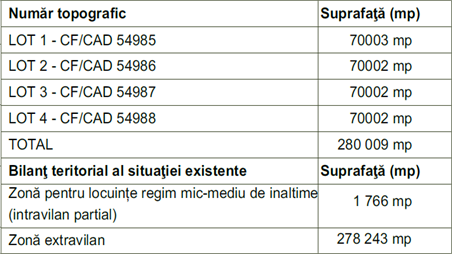 Număr topografic Suprafaţă (mp)
LOT 1 - CF/CAD 54985 70003 mp
LOT 2 - CF/CAD 54986 70002 mp
LOT 3 - CF/CAD 54987 70002 mp
LOT 4 - CF/CAD 54988 70002 mp
TOTAL 280 009 mp
Bilanţ teritorial al situaţiei existente Suprafaţă (mp)
Zonă pentru locuințe regim mic-mediu de inaltime
(intravilan partial) 1 766 mp
Zonă extravilan 278 243 mp